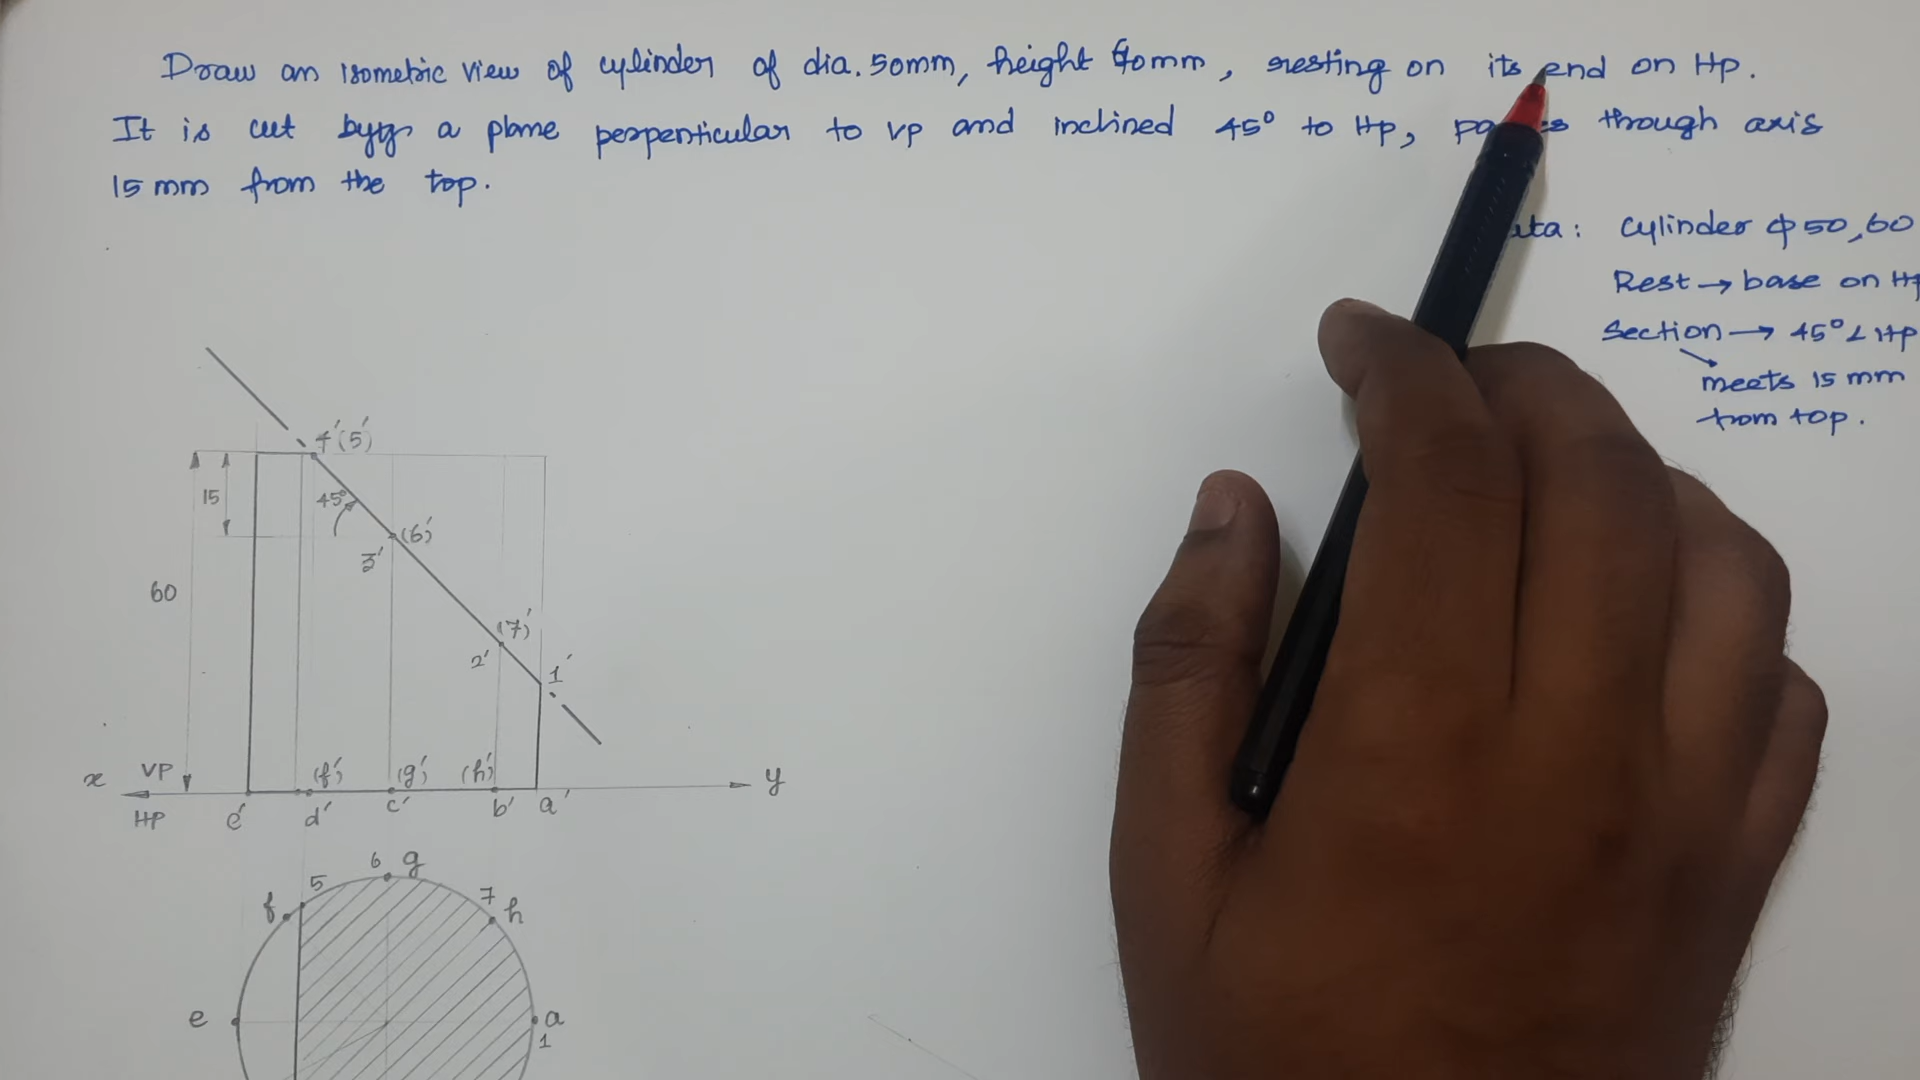 Draw an isometric view of cylinder of dia. 50mm, height 60mm, resting on its end on Hp.
It is cut by a plane perpenticular to vp and inclined 45° to Hp, through axis
15 mm from the top.
Cylinder ϕ 50, 60
Rest → base on
Section → 45° ∠ Hp
meets 15 mm
from top.
4'(5')
15
45°
(6')
3'
60
(7')
2'
1'
x VP (f') (g') (h') y
HP e' d' c' b' a'
6 g
5 7
f h
e a
1